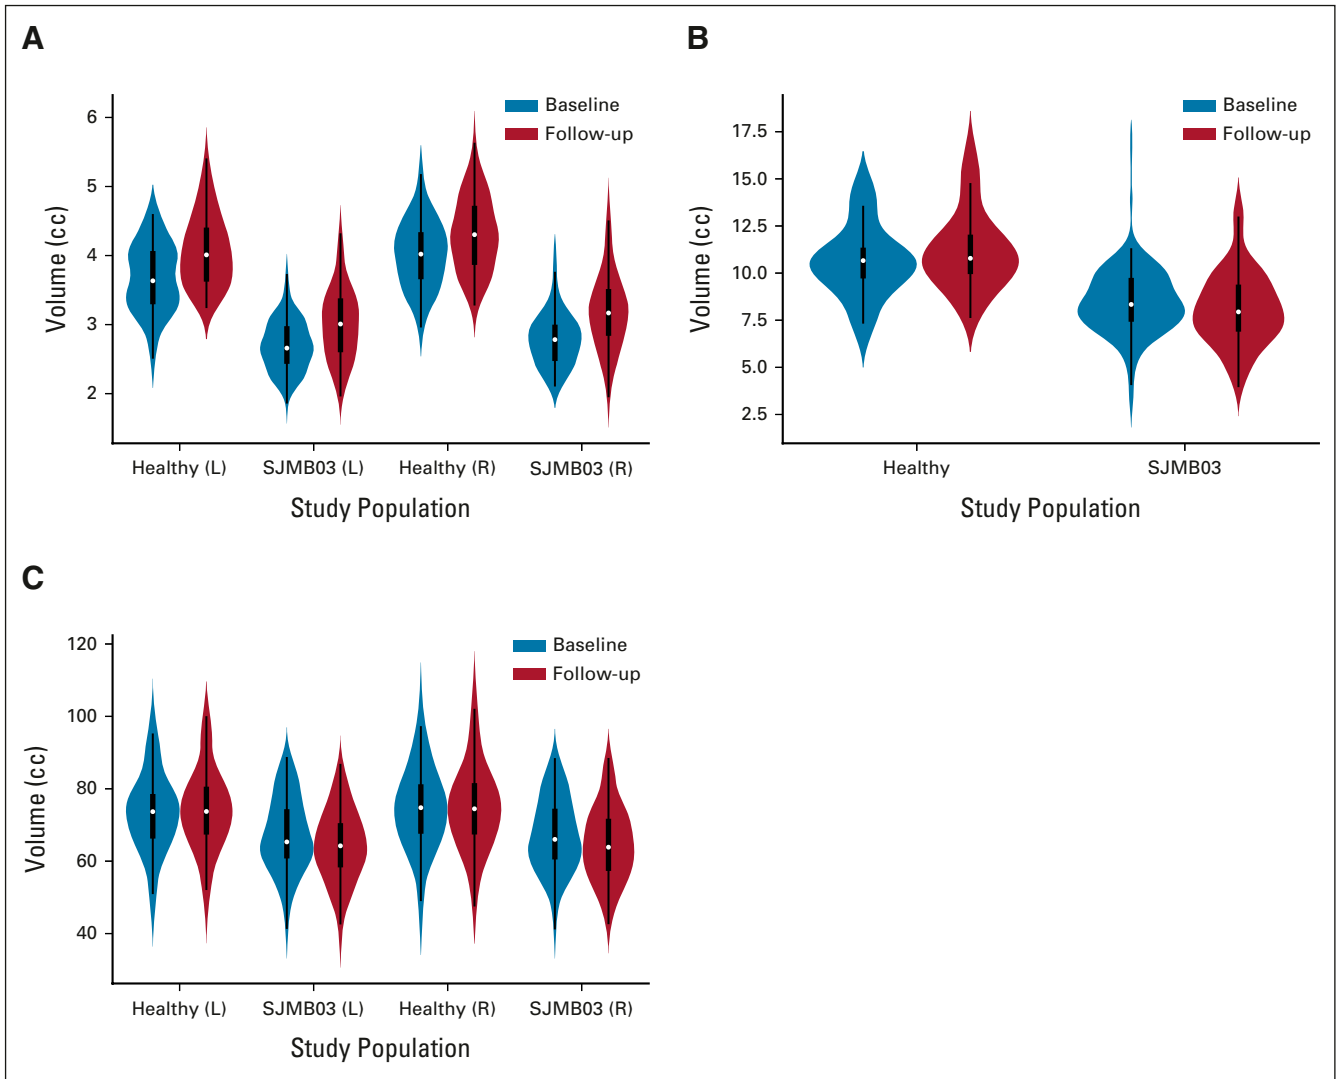 A
Baseline
Follow-up
Volume (cc)
6
5
4
3
2
Healthy (L) SJMB03 (L) Healthy (R) SJMB03 (R)
Study Population
B
Baseline
Follow-up
Volume (cc)
17.5
15.0
12.5
10.0
7.5
5.0
2.5
Healthy SJMB03
Study Population
C
Baseline
Follow-up
Volume (cc)
120
100
80
60
40
Healthy (L) SJMB03 (L) Healthy (R) SJMB03 (R)
Study Population